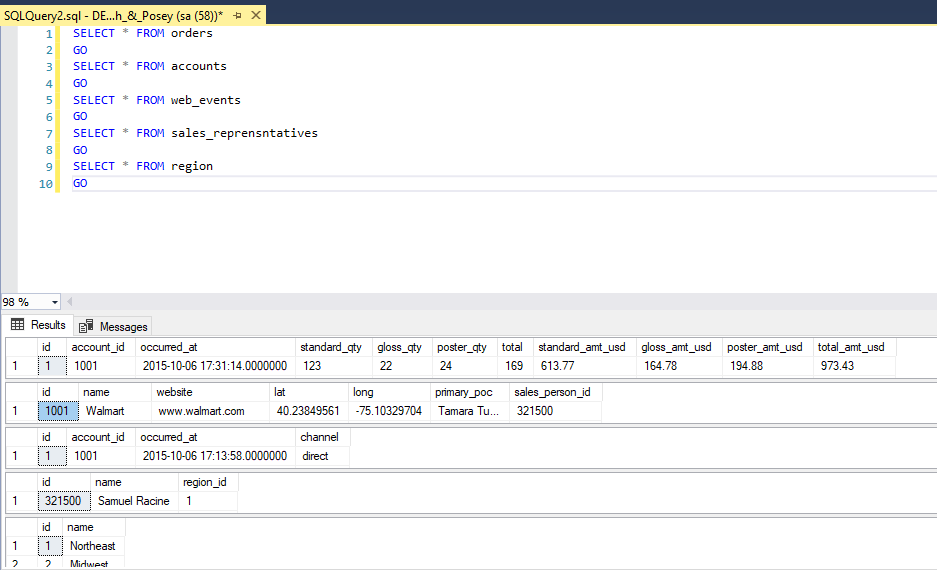 SQLQuery2.sql - DE...h_&_Posey (sa (58))*
1 SELECT * FROM orders
2 GO
3 SELECT * FROM accounts
4 GO
5 SELECT * FROM web_events
6 GO
7 SELECT * FROM sales_reprensntatives
8 GO
9 SELECT * FROM region
10 GO
98 %
Results Messages
id account_id occurred_at standard_qty gloss_qty poster_qty total standard_amt_usd gloss_amt_usd poster_amt_usd total_amt_usd
1 1 1001 2015-10-06 17:31:14.0000000 123 22 24 169 613.77 164.78 194.88 973.43
id name website lat long primary_poc sales_person_id
1 1001 Walmart www.walmart.com 40.23849561 -75.10329704 Tamara Tu... 321500
id account_id occurred_at channel
1 1 1001 2015-10-06 17:13:58.0000000 direct
id name region_id
1 321500 Samuel Racine 1
id name
1 1 Northeast
2 2 Midwest